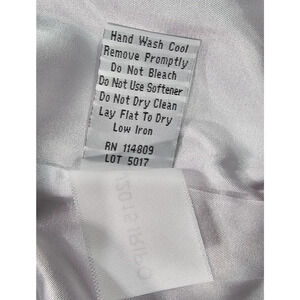 Hand Wash Cool
Remove Promptly
Do Not Bleach
Do Not Use Softener
Do Not Dry Clean
Lay Flat To Dry
Low Iron
RN 114809
LOT 5017